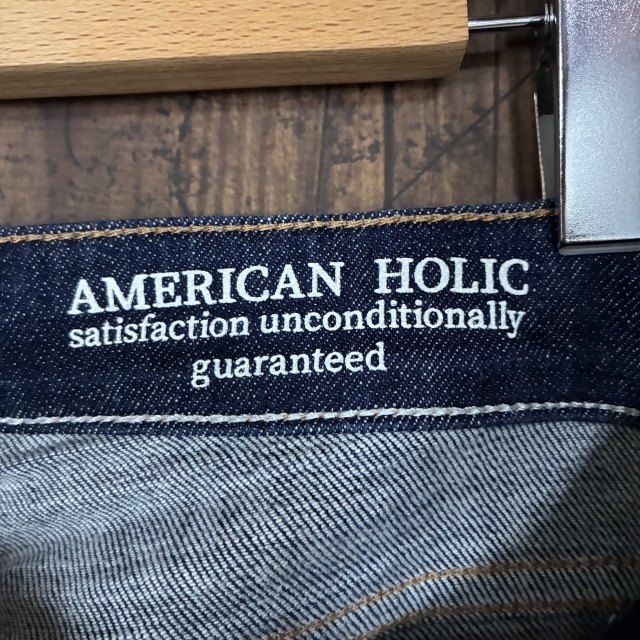 AMERICAN HOLIC
satisfaction unconditionally
guaranteed